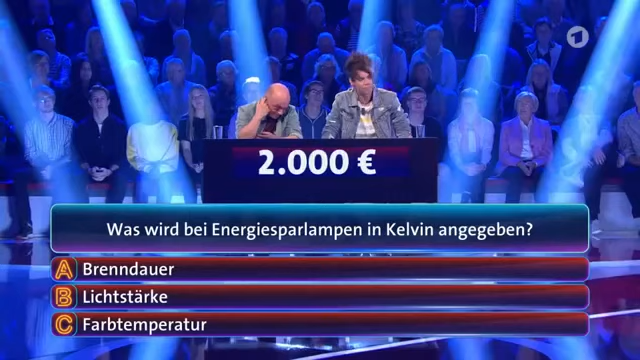 2.000 €
Was wird bei Energiesparlampen in Kelvin angegeben?
A Brenndauer
B Lichtstärke
C Farbtemperatur